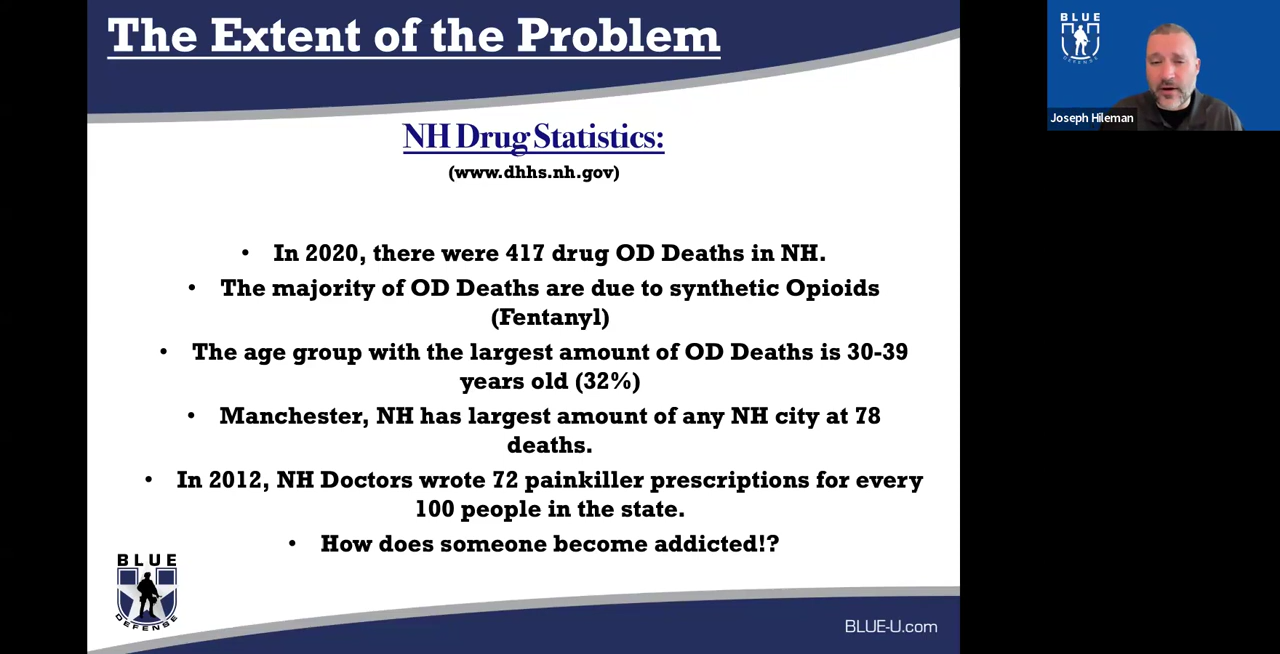 The Extent of the Problem
NH Drug Statistics:
(www.dhhs.nh.gov)
• In 2020, there were 417 drug OD Deaths in NH.
• The majority of OD Deaths are due to synthetic Opioids
(Fentanyl)
• The age group with the largest amount of OD Deaths is 30-39
years old (32%)
• Manchester, NH has largest amount of any NH city at 78
deaths.
• In 2012, NH Doctors wrote 72 painkiller prescriptions for every
100 people in the state.
• How does someone become addicted!?
BLUE
DEFENSE
BLUE-U.com
BLUE
DEFENSE
Joseph Hileman